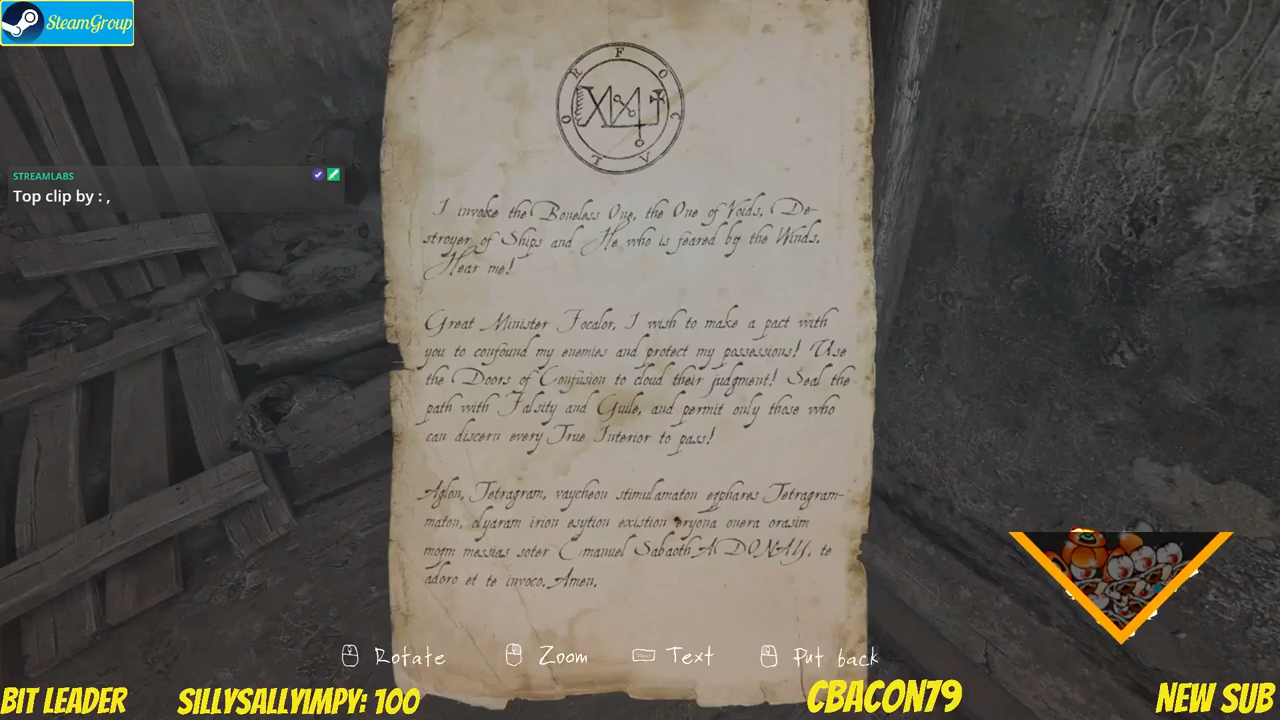 SteamGroup
STREAMLABS
Top clip by : ,
F O C V T O R
I invoke the Boneless One, the One of Voids, De-
stroyer of Ships and He who is feared by the Winds.
Hear me!
Great Minister Focalor, I wish to make a pact with
you to confound my enemies and protect my possessions! Use
the Doors of Confusion to cloud their judgment! Seal the
path with Falsity and Guile, and permit only those who
can discern every True Interior to pass!
Aglon, Tetragram, vaycheon stimulamaton ezphares Tetragram-
maton, olyaram irion esytion existion eryona onera orasim
mozm messias soter Emanuel Sabaoth ADONAY, te
adoro et te invoco. Amen.
Rotate Zoom Text Put back
BIT LEADER SILLYSALLYIMPY: 100 CBACON79 NEW SUB